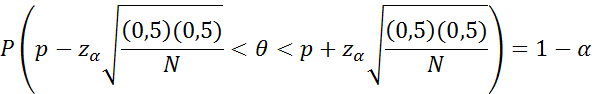 P(p − z_α √((0,5)(0,5)/N) < θ < p + z_α √((0,5)(0,5)/N)) = 1 − α